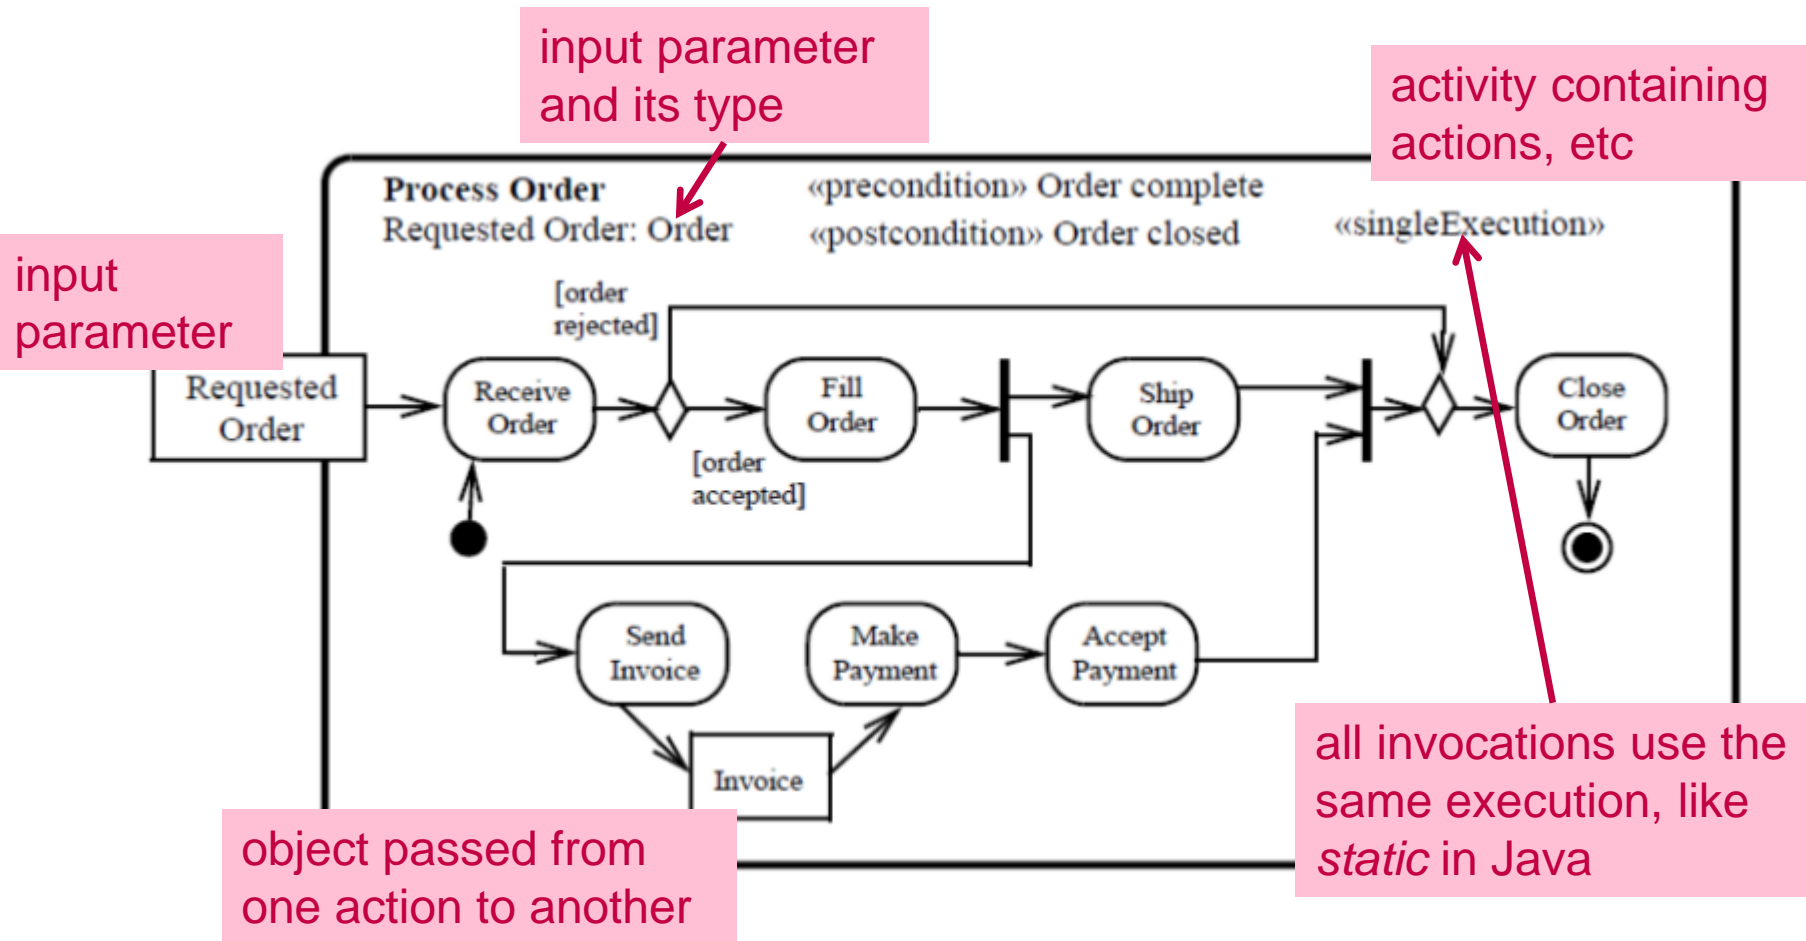 input parameter
and its type
activity containing
actions, etc
Process Order
«precondition» Order complete
Requested Order: Order
«postcondition» Order closed
«singleExecution»
input
parameter
[order
rejected]
Requested
Order
Receive
Order
Fill
Order
Ship
Order
Close
Order
[order
accepted]
Send
Invoice
Make
Payment
Accept
Payment
Invoice
all invocations use the
same execution, like
static in Java
object passed from
one action to another